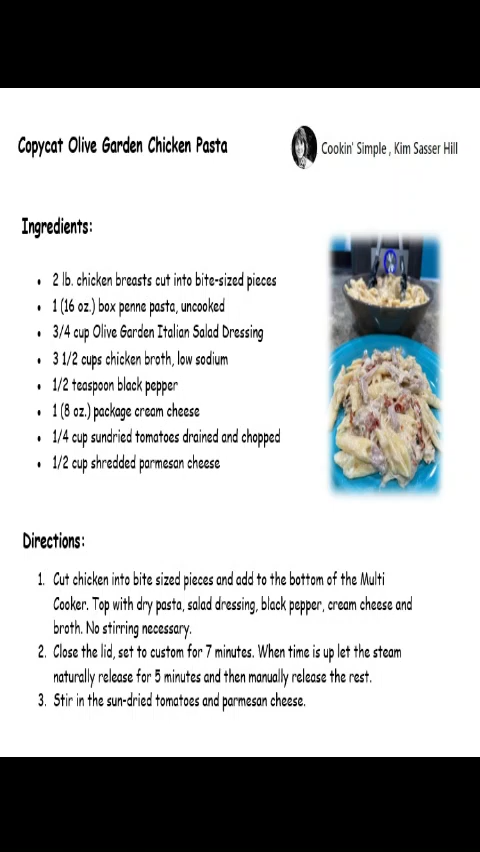 Copycat Olive Garden Chicken Pasta
Cookin' Simple , Kim Sasser Hill
Ingredients:
• 2 lb. chicken breasts cut into bite-sized pieces
• 1 (16 oz.) box penne pasta, uncooked
• 3/4 cup Olive Garden Italian Salad Dressing
• 3 1/2 cups chicken broth, low sodium
• 1/2 teaspoon black pepper
• 1 (8 oz.) package cream cheese
• 1/4 cup sundried tomatoes drained and chopped
• 1/2 cup shredded parmesan cheese
Directions:
1. Cut chicken into bite sized pieces and add to the bottom of the Multi
Cooker. Top with dry pasta, salad dressing, black pepper, cream cheese and
broth. No stirring necessary.
2. Close the lid, set to custom for 7 minutes. When time is up let the steam
naturally release for 5 minutes and then manually release the rest.
3. Stir in the sun-dried tomatoes and parmesan cheese.